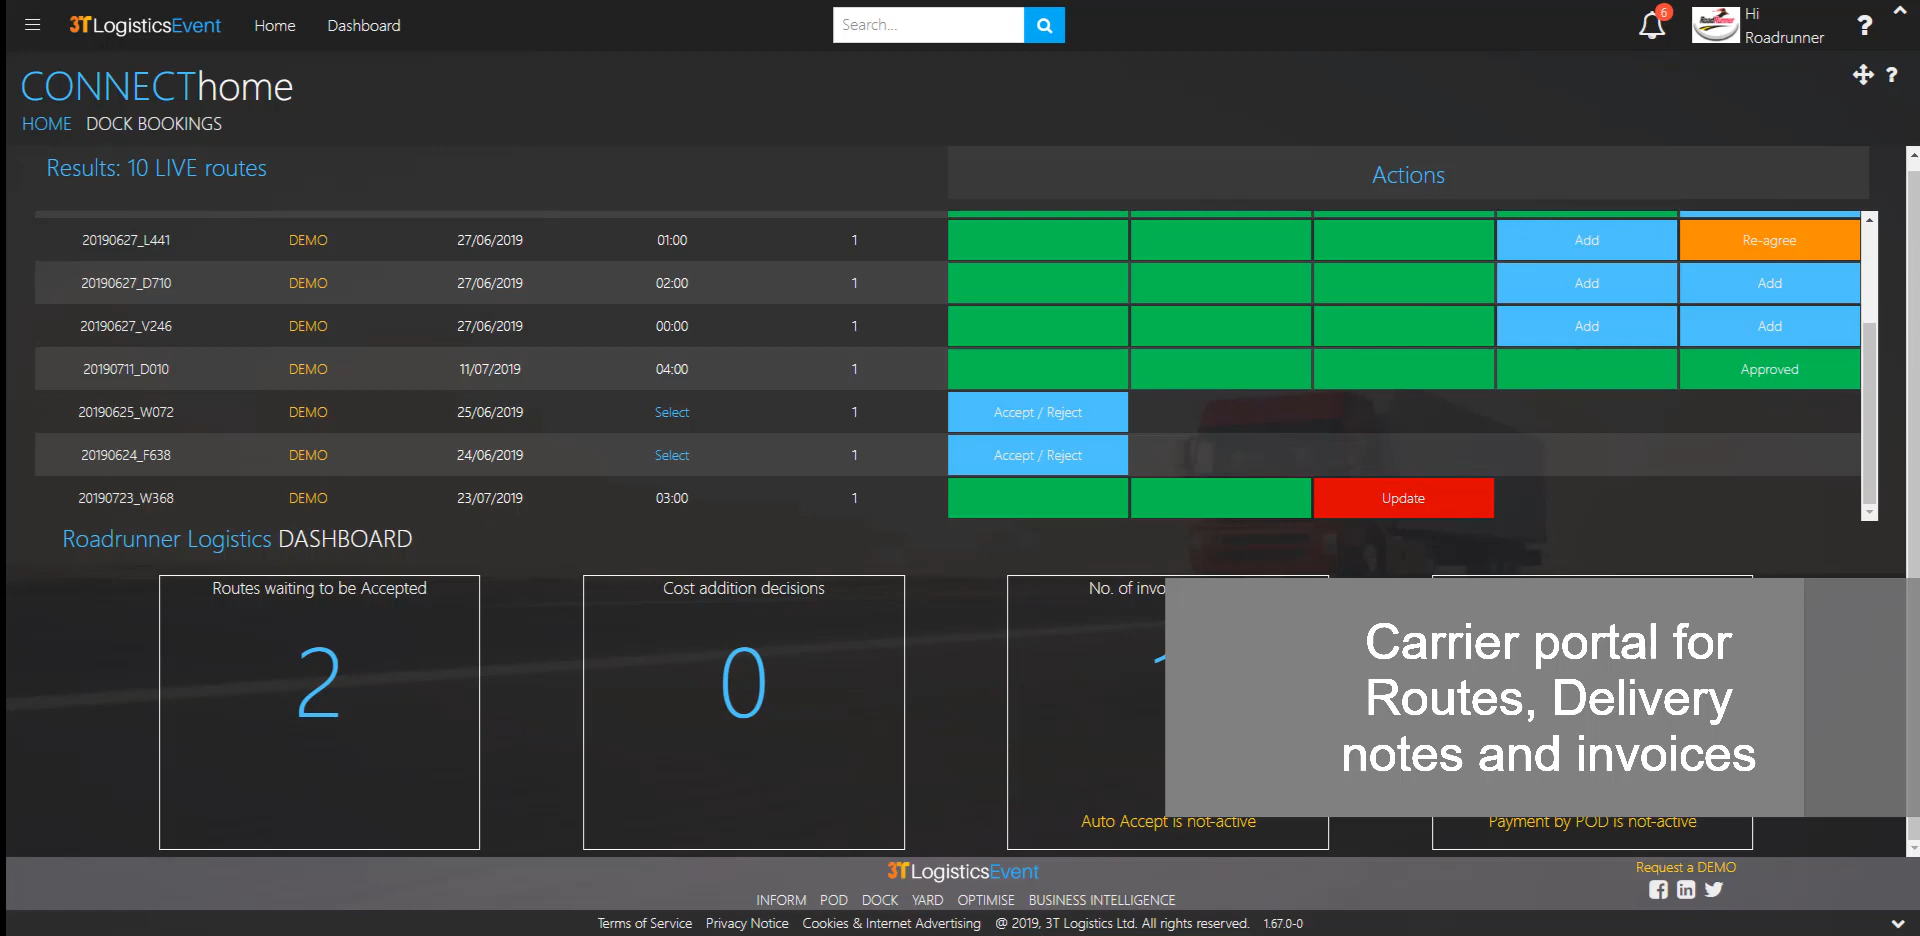 3TLogisticsEvent Home Dashboard Search... 6 Hi
Roadrunner ?
CONNECThome ?
HOME DOCK BOOKINGS
Results: 10 LIVE routes Actions
20190627_L441 DEMO 27/06/2019 01:00 1 Add Re-agree
20190627_D710 DEMO 27/06/2019 02:00 1 Add Add
20190627_V246 DEMO 27/06/2019 00:00 1 Add Add
20190711_D010 DEMO 11/07/2019 04:00 1 Approved
20190625_W072 DEMO 25/06/2019 Select 1 Accept / Reject
20190624_F638 DEMO 24/06/2019 Select 1 Accept / Reject
20190723_W368 DEMO 23/07/2019 03:00 1 Update
Roadrunner Logistics DASHBOARD
Routes waiting to be Accepted Cost addition decisions No. of
2 0
Carrier portal for
Routes, Delivery
notes and invoices
Auto Accept is not-active Payment by POD is not-active
3TLogisticsEvent Request a DEMO
INFORM POD DOCK YARD OPTIMISE BUSINESS INTELLIGENCE
Terms of Service Privacy Notice Cookies & Internet Advertising @ 2019, 3T Logistics Ltd. All rights reserved. 1.67.0-0